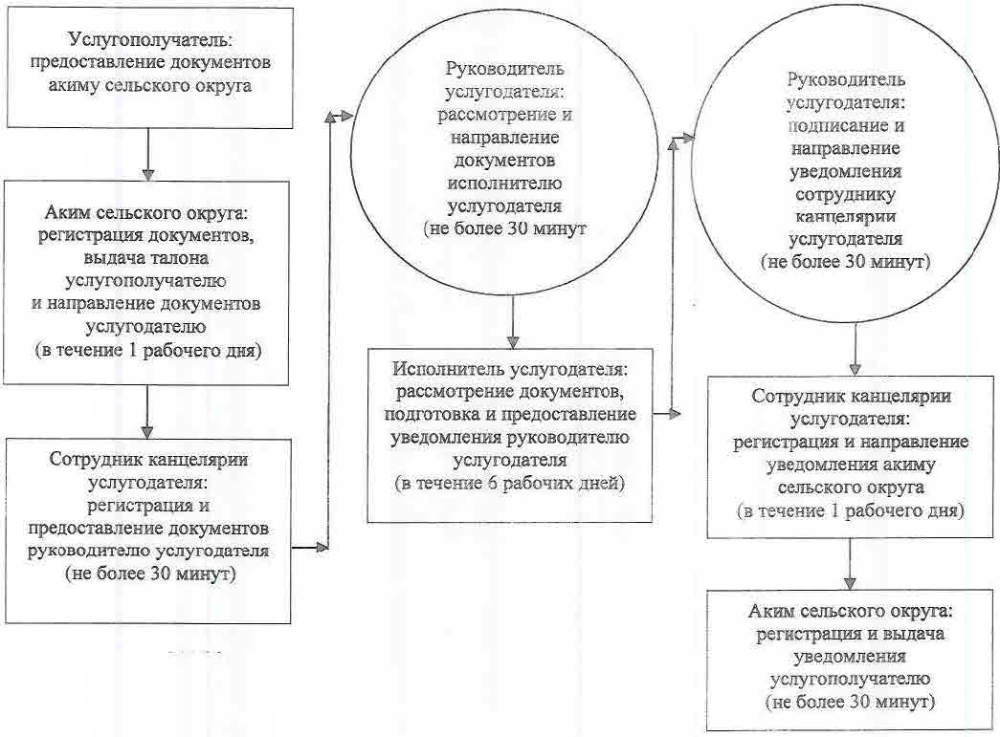 Услугополучатель:
предоставление документов
акиму сельского округа
Аким сельского округа:
регистрация документов,
выдача талона
услугополучателю
и направление документов
услугодателю
(в течение 1 рабочего дня)
Сотрудник канцелярии
услугодателя:
регистрация и
предоставление документов
руководителю услугодателя
(не более 30 минут)
Руководитель
услугодателя:
рассмотрение и
направление
документов
исполнителю
услугодателя
(не более 30 минут
Исполнитель услугодателя:
рассмотрение документов,
подготовка и предоставление
уведомления руководителю
услугодателя
(в течение 6 рабочих дней)
Руководитель
услугодателя:
подписание и
направление
уведомления
сотруднику
канцелярии
услугодателя
(не более 30 минут)
Сотрудник канцелярии
услугодателя:
регистрация и направление
уведомления акиму
сельского округа
(в течение 1 рабочего дня)
Аким сельского округа:
регистрация и выдача
уведомления
услугополучателю
(не более 30 минут)